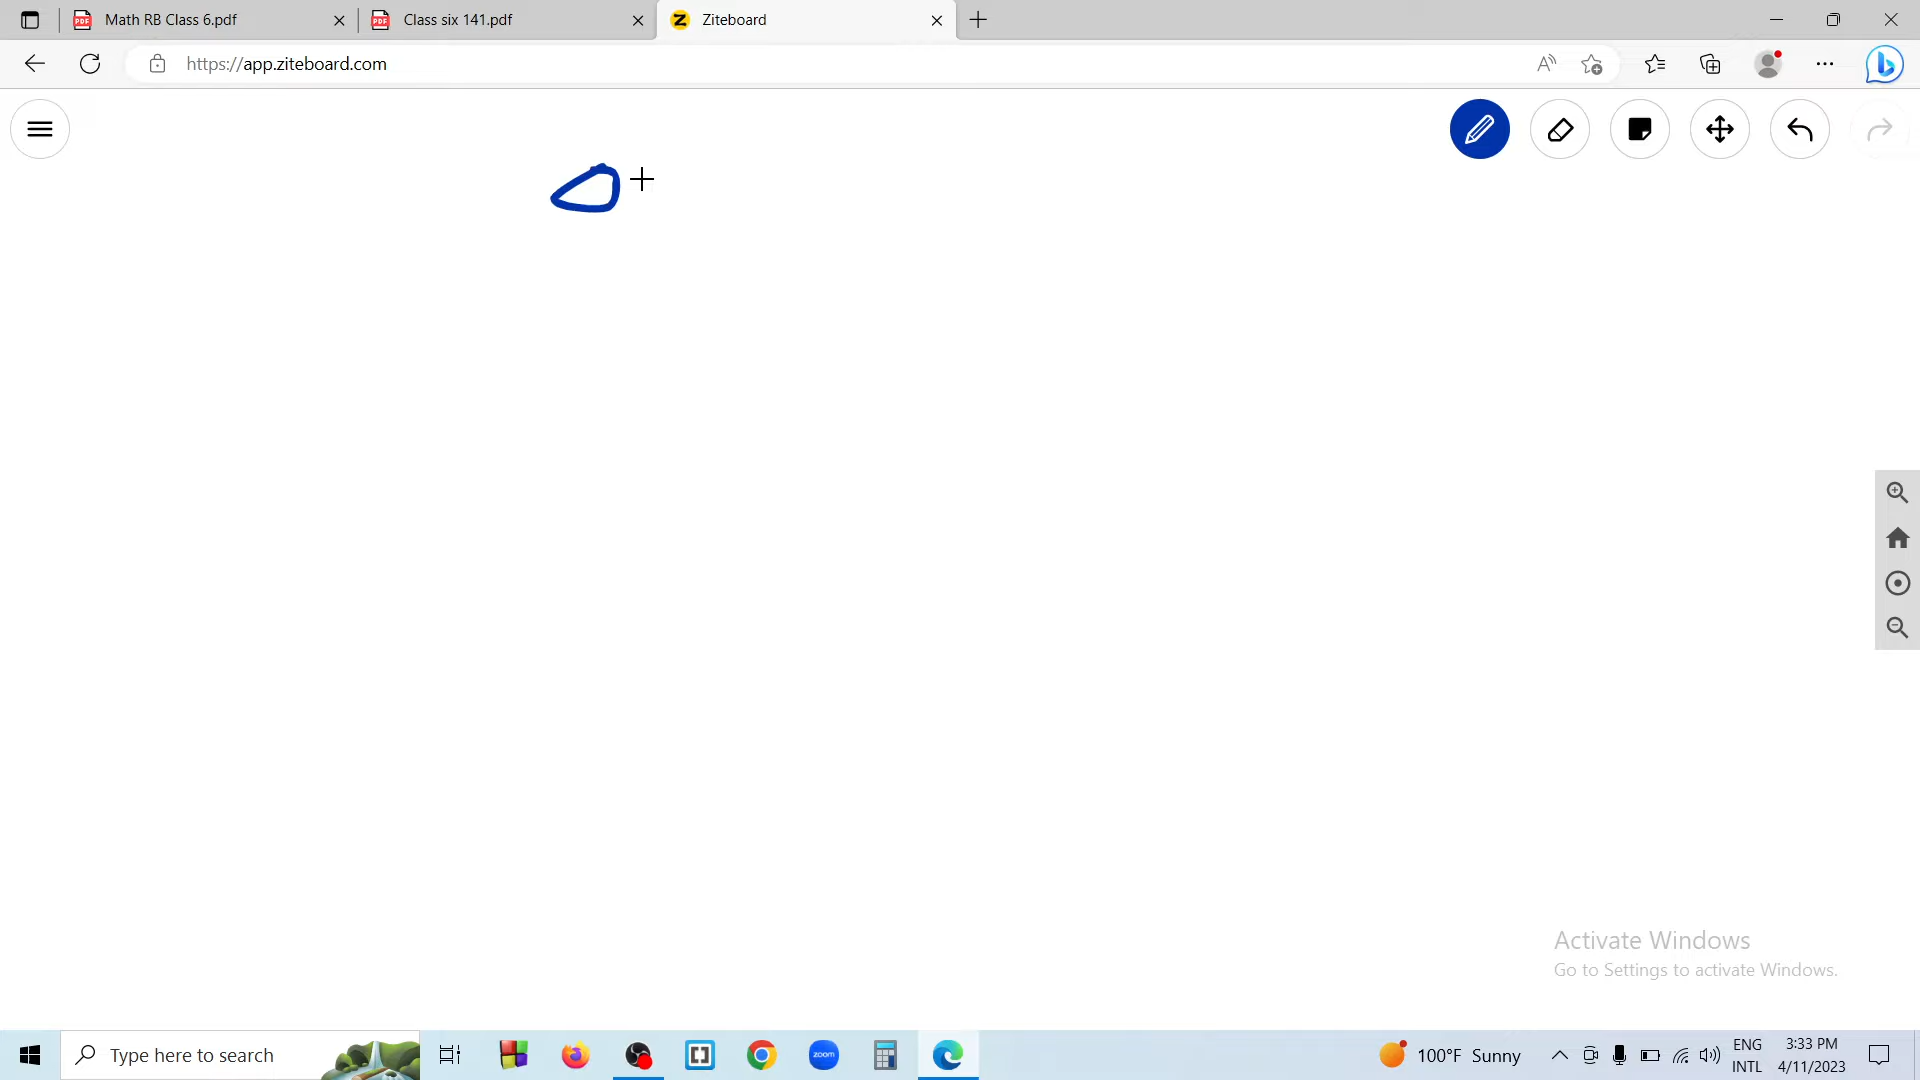 Math RB Class 6.pdf
Class six 141.pdf
Ziteboard
https://app.ziteboard.com
Activate Windows
Go to Settings to activate Windows.
Type here to search
zoom
100°F Sunny
ENG
INTL
3:33 PM
4/11/2023